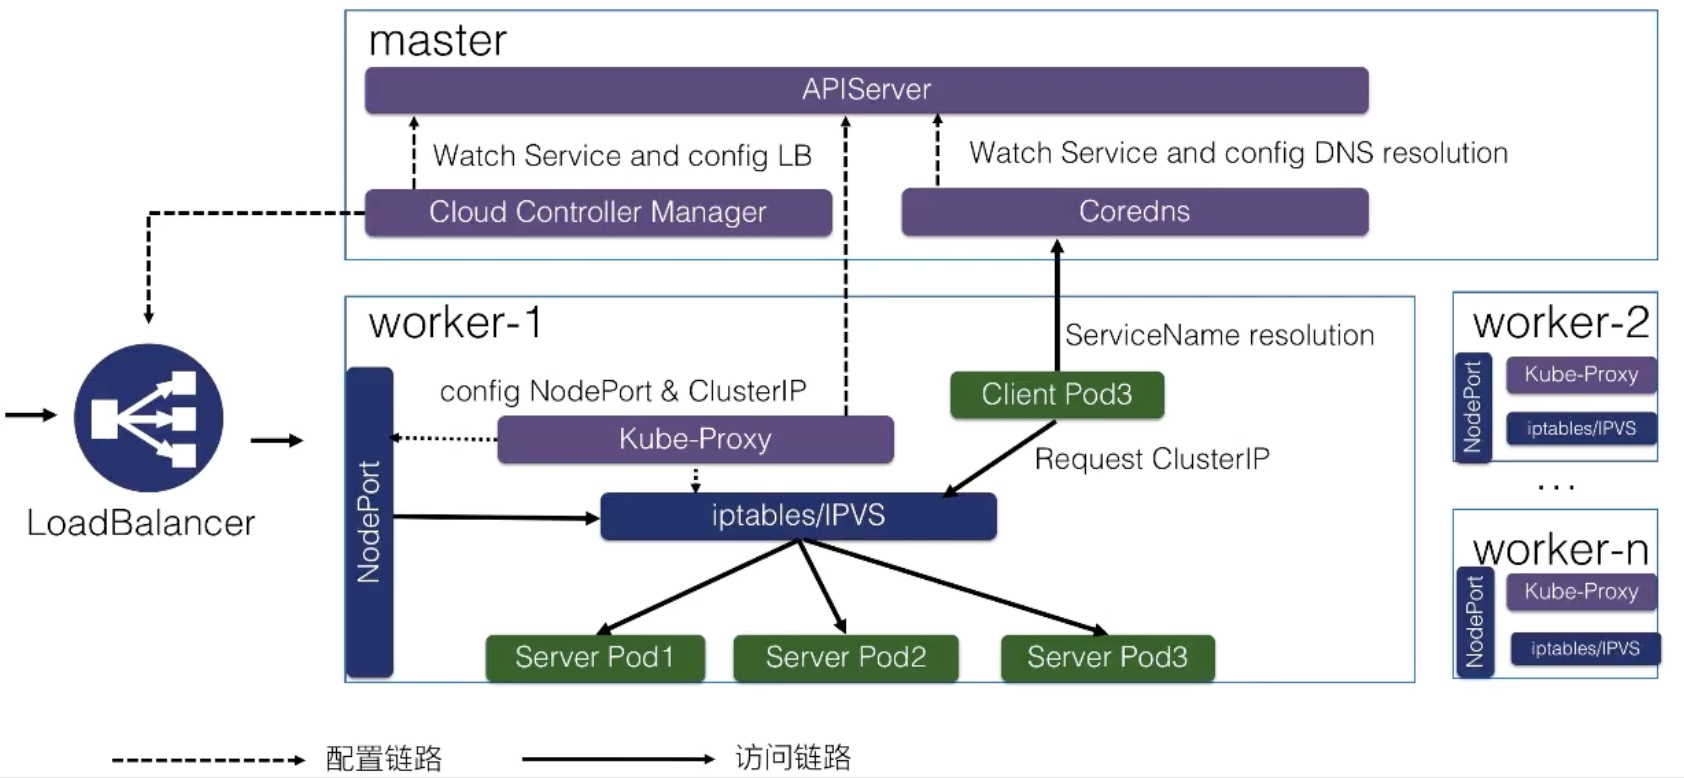 master
APIServer
Watch Service and config LB
Watch Service and config DNS resolution
Cloud Controller Manager
Coredns
LoadBalancer
worker-1
ServiceName resolution
config NodePort & ClusterIP
Client Pod3
Kube-Proxy
Request ClusterIP
NodePort
iptables/IPVS
Server Pod1
Server Pod2
Server Pod3
worker-2
NodePort
Kube-Proxy
iptables/IPVS
...
worker-n
NodePort
Kube-Proxy
iptables/IPVS
配置链路
访问链路